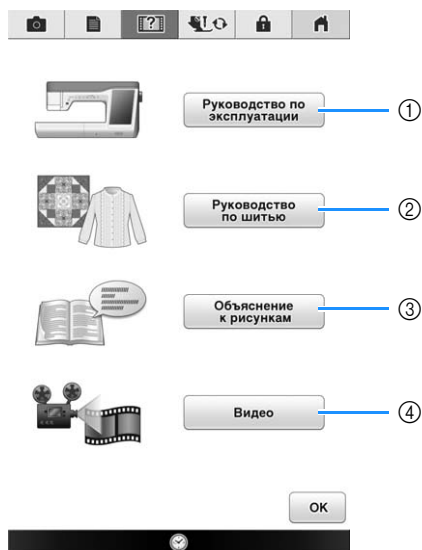 ?
Руководство по
эксплуатации
①
Руководство
по шитью
②
Объяснение
к рисункам
③
Видео
④
OK